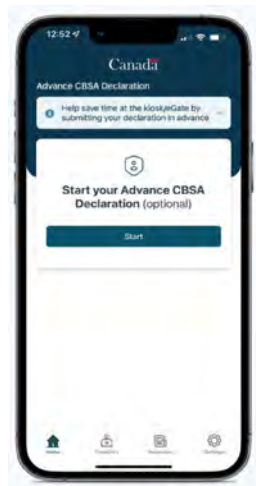 12:52
Canada
Advance CBSA Declaration
Help save time at the kiosk/eGate by
submitting your declaration in advance
Start your Advance CBSA
Declaration (optional)
Start
Home